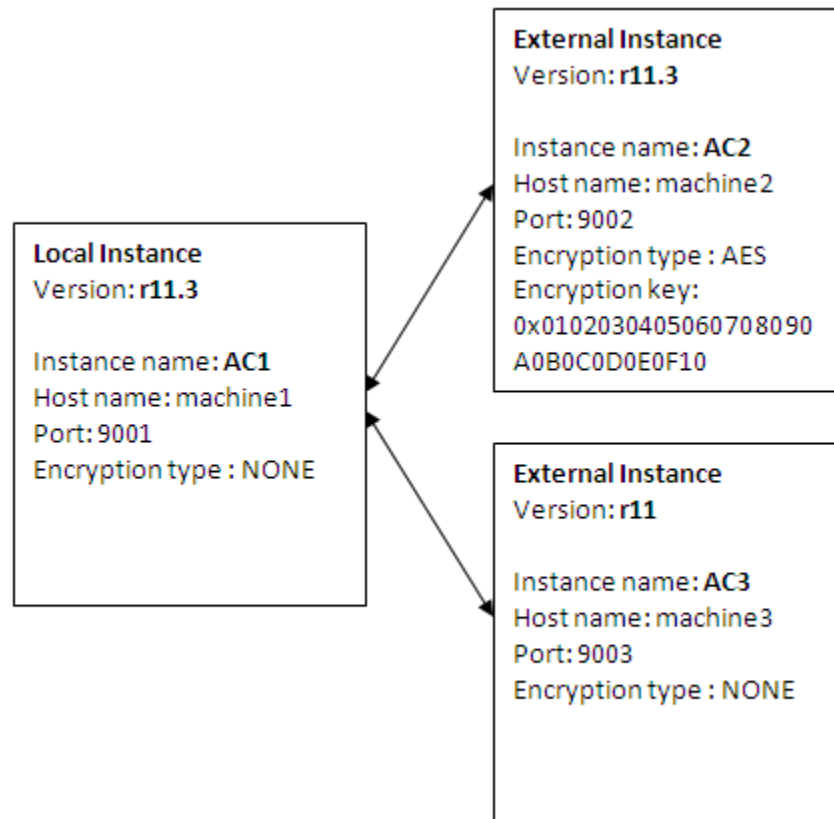 External Instance
Version: r11.3
Instance name: AC2
Host name: machine2
Port: 9002
Encryption type : AES
Encryption key:
0x0102030405060708090
A0B0C0D0E0F10
Local Instance
Version: r11.3
Instance name: AC1
Host name: machine1
Port: 9001
Encryption type : NONE
External Instance
Version: r11
Instance name: AC3
Host name: machine3
Port: 9003
Encryption type : NONE